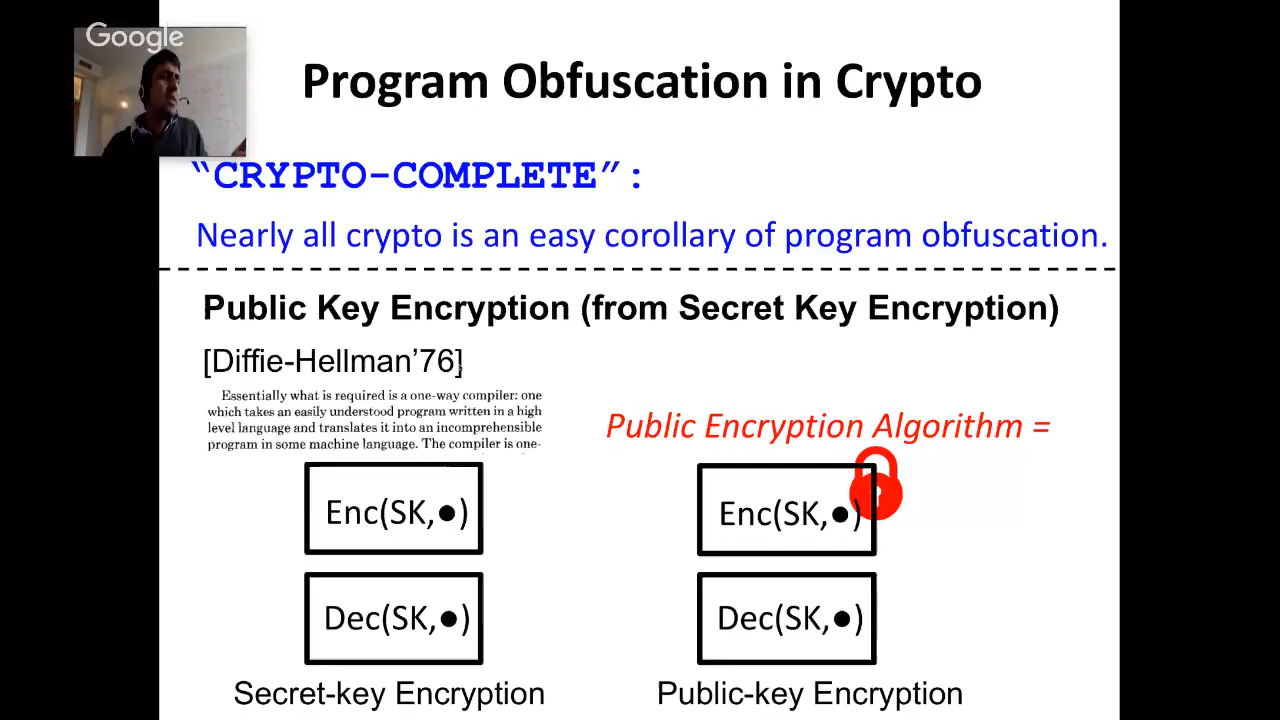 Google
Program Obfuscation in Crypto
“CRYPTO-COMPLETE”:
Nearly all crypto is an easy corollary of program obfuscation.
Public Key Encryption (from Secret Key Encryption)
[Diffie-Hellman’76]
Essentially what is required is a one-way compiler: one
which takes an easily understood program written in a high
level language and translates it into an incomprehensible
program in some machine language. The compiler is one-
Public Encryption Algorithm =
Enc(SK,●)
Enc(SK,●)
Dec(SK,●)
Dec(SK,●)
Secret-key Encryption
Public-key Encryption